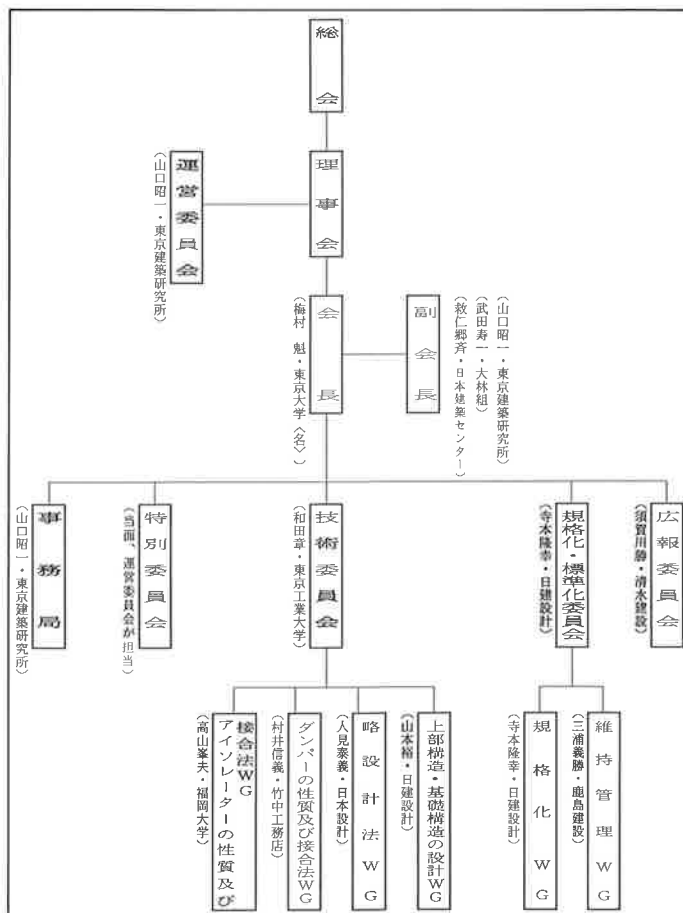 総会
理事会
運営委員会
（山口昭一・東京建築研究所）
会長
（梅村　魁・東京大学〈名〉）
副会長
（山口昭一・東京建築研究所）
（武田寿一・大林組）
（救仁郷斉・日本建築センター）
広報委員会
（須賀川勝・清水建設）
規格化・標準化委員会
（寺本隆幸・日建設計）
技術委員会
（和田章・東京工業大学）
特別委員会
（当面、運営委員会が担当）
事務局
（山口昭一・東京建築研究所）
維持管理WG
（三浦義勝・鹿島建設）
規格化WG
（寺本隆幸・日建設計）
上部構造・基礎構造の設計WG
（山本裕・日建設計）
略設計法WG
（人見泰義・日本設計）
ダンパーの性質及び接合法WG
（村井信義・竹中工務店）
アイソレーターの性質及び
接合法WG
（高山峯夫・福岡大学）